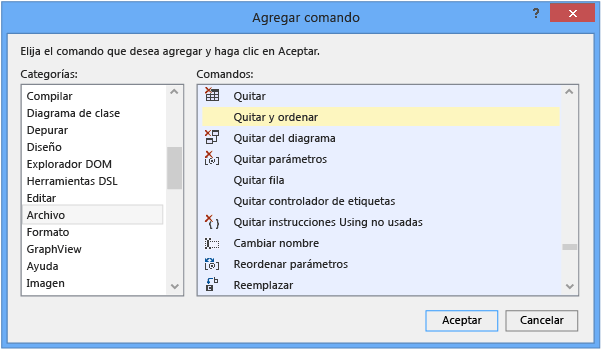 Agregar comando
?
Elija el comando que desea agregar y haga clic en Aceptar.
Categorías:
Compilar
Diagrama de clase
Depurar
Diseño
Explorador DOM
Herramientas DSL
Editar
Archivo
Formato
GraphView
Ayuda
Imagen
Comandos:
Quitar
Quitar y ordenar
Quitar del diagrama
Quitar parámetros
Quitar fila
Quitar controlador de etiquetas
Quitar instrucciones Using no usadas
Cambiar nombre
Reordenar parámetros
Reemplazar
Aceptar
Cancelar